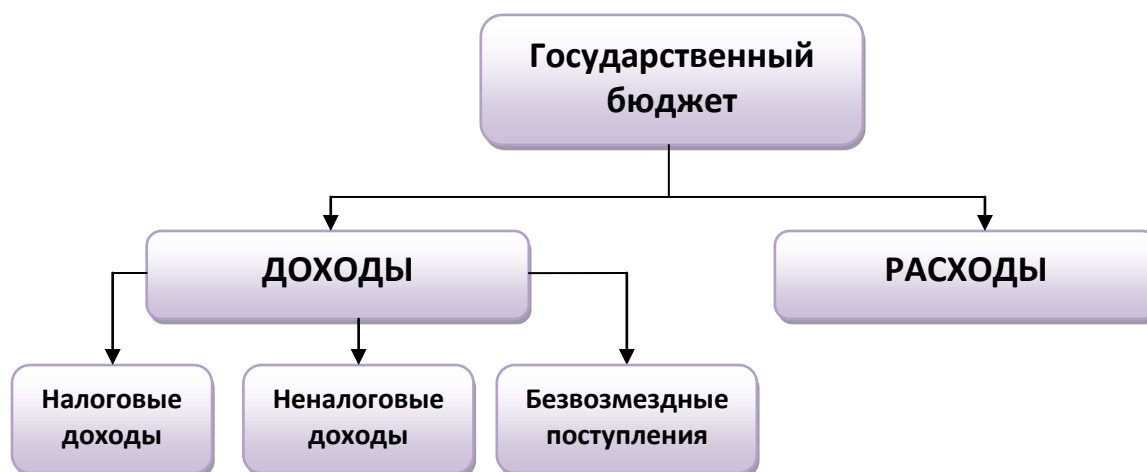 Государственный
бюджет
ДОХОДЫ
РАСХОДЫ
Налоговые
доходы
Неналоговые
доходы
Безвозмездные
поступления